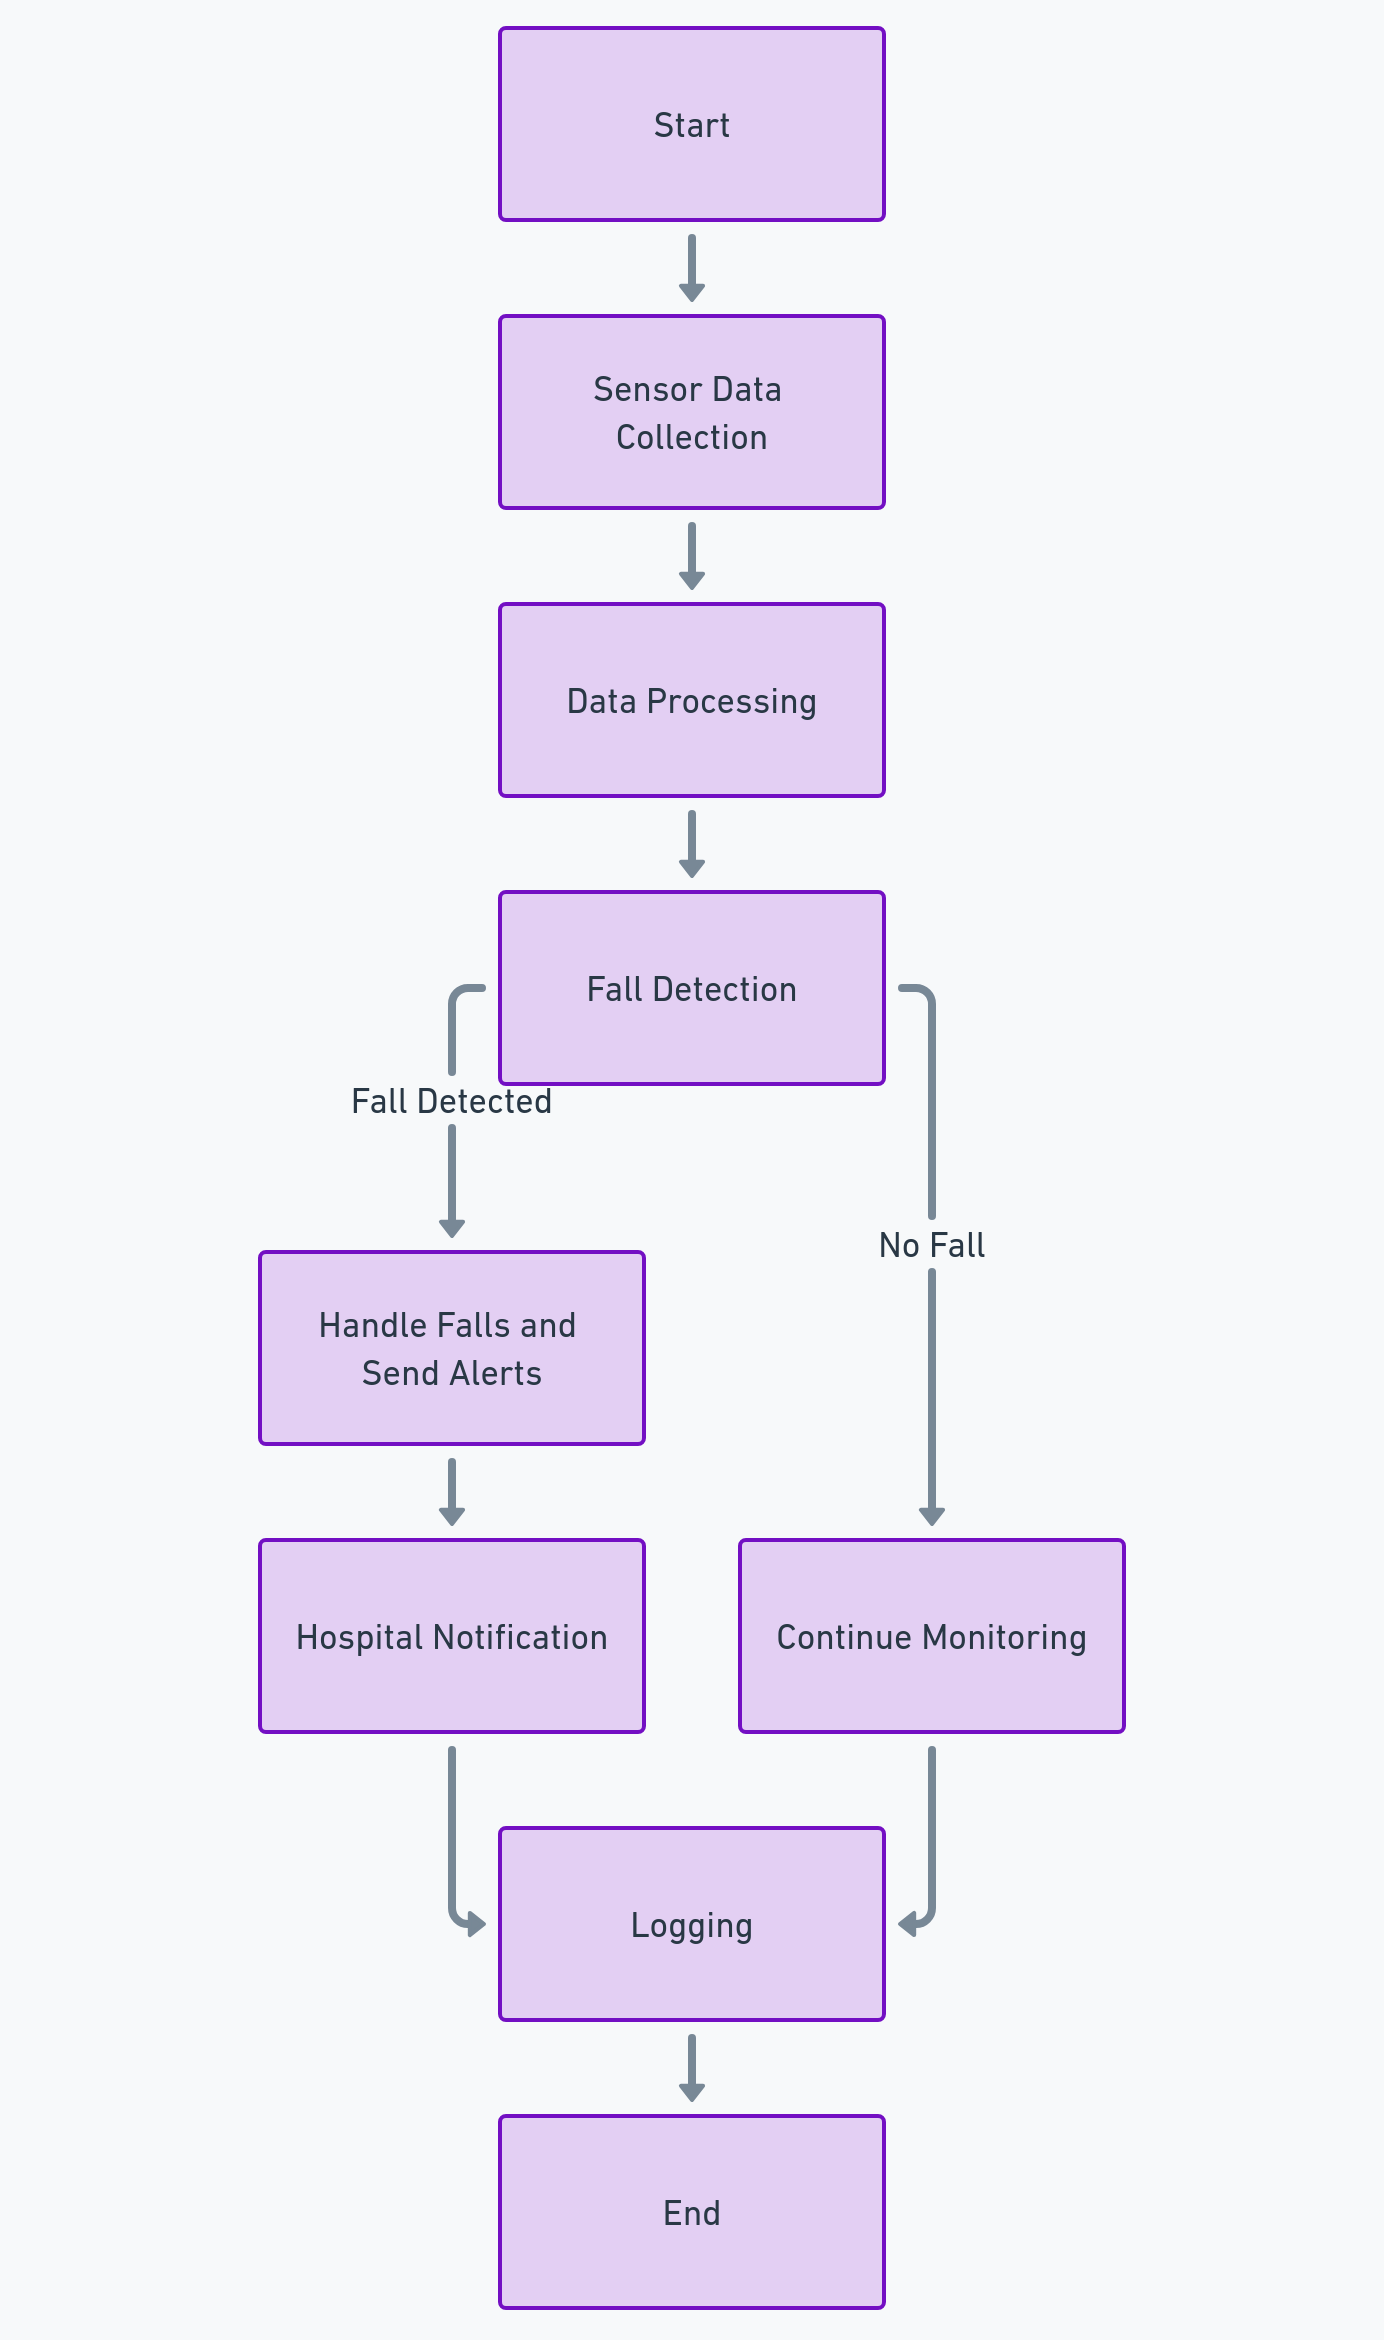 Start
Sensor Data
Collection
Data Processing
Fall Detection
Fall Detected
No Fall
Handle Falls and
Send Alerts
Hospital Notification
Continue Monitoring
Logging
End